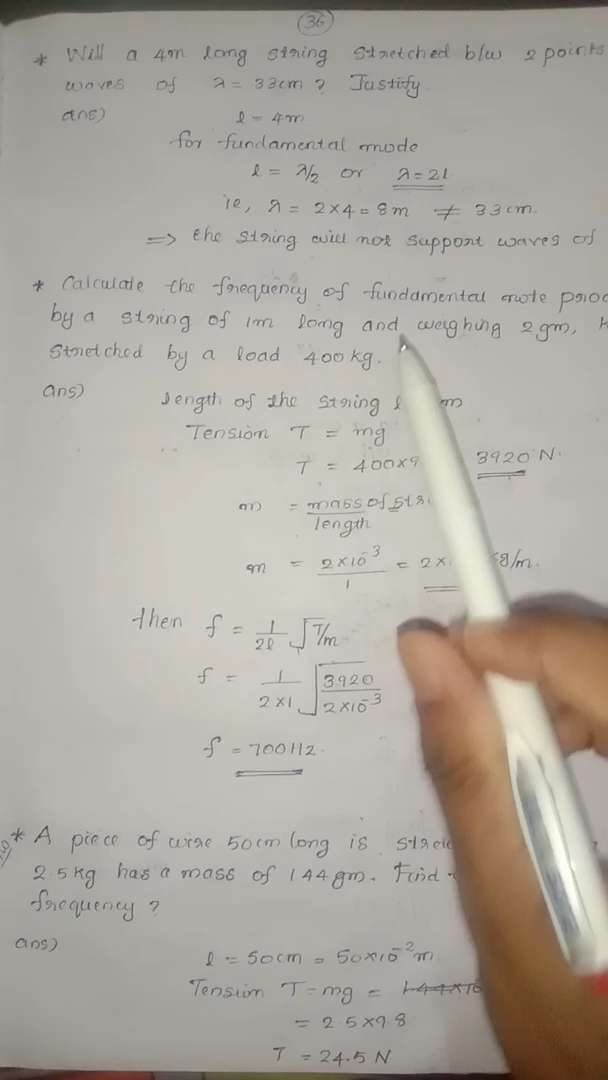 36
* Will a 4m long string stretched b/w 2 points
waves of λ = 33cm ? Justify.
ans)
l = 4m
for fundamental mode
l = λ/2 or λ = 2l
ie, λ = 2×4 = 8m ≠ 33cm.
⇒ the string will not support waves of
* Calculate the frequency of fundamental note
by a string of 1m long and weighing 2gm,
stretched by a load 400kg.
ans) length of the string l m
Tension T = mg
T = 400×9 3920 N.
m = mass of
length
m = 2×10⁻³ = 2× kg/m.
1
then f = 1/2l √T/m
f = 1/2×1 √3920/2×10⁻³
f = 700Hz.
* A piece of wire 50cm long is
2.5kg has a mass of 144gm. Find
frequency ?
ans)
l = 50cm = 50×10⁻²m
Tension T = mg =
= 2.5×9.8
T = 24.5 N